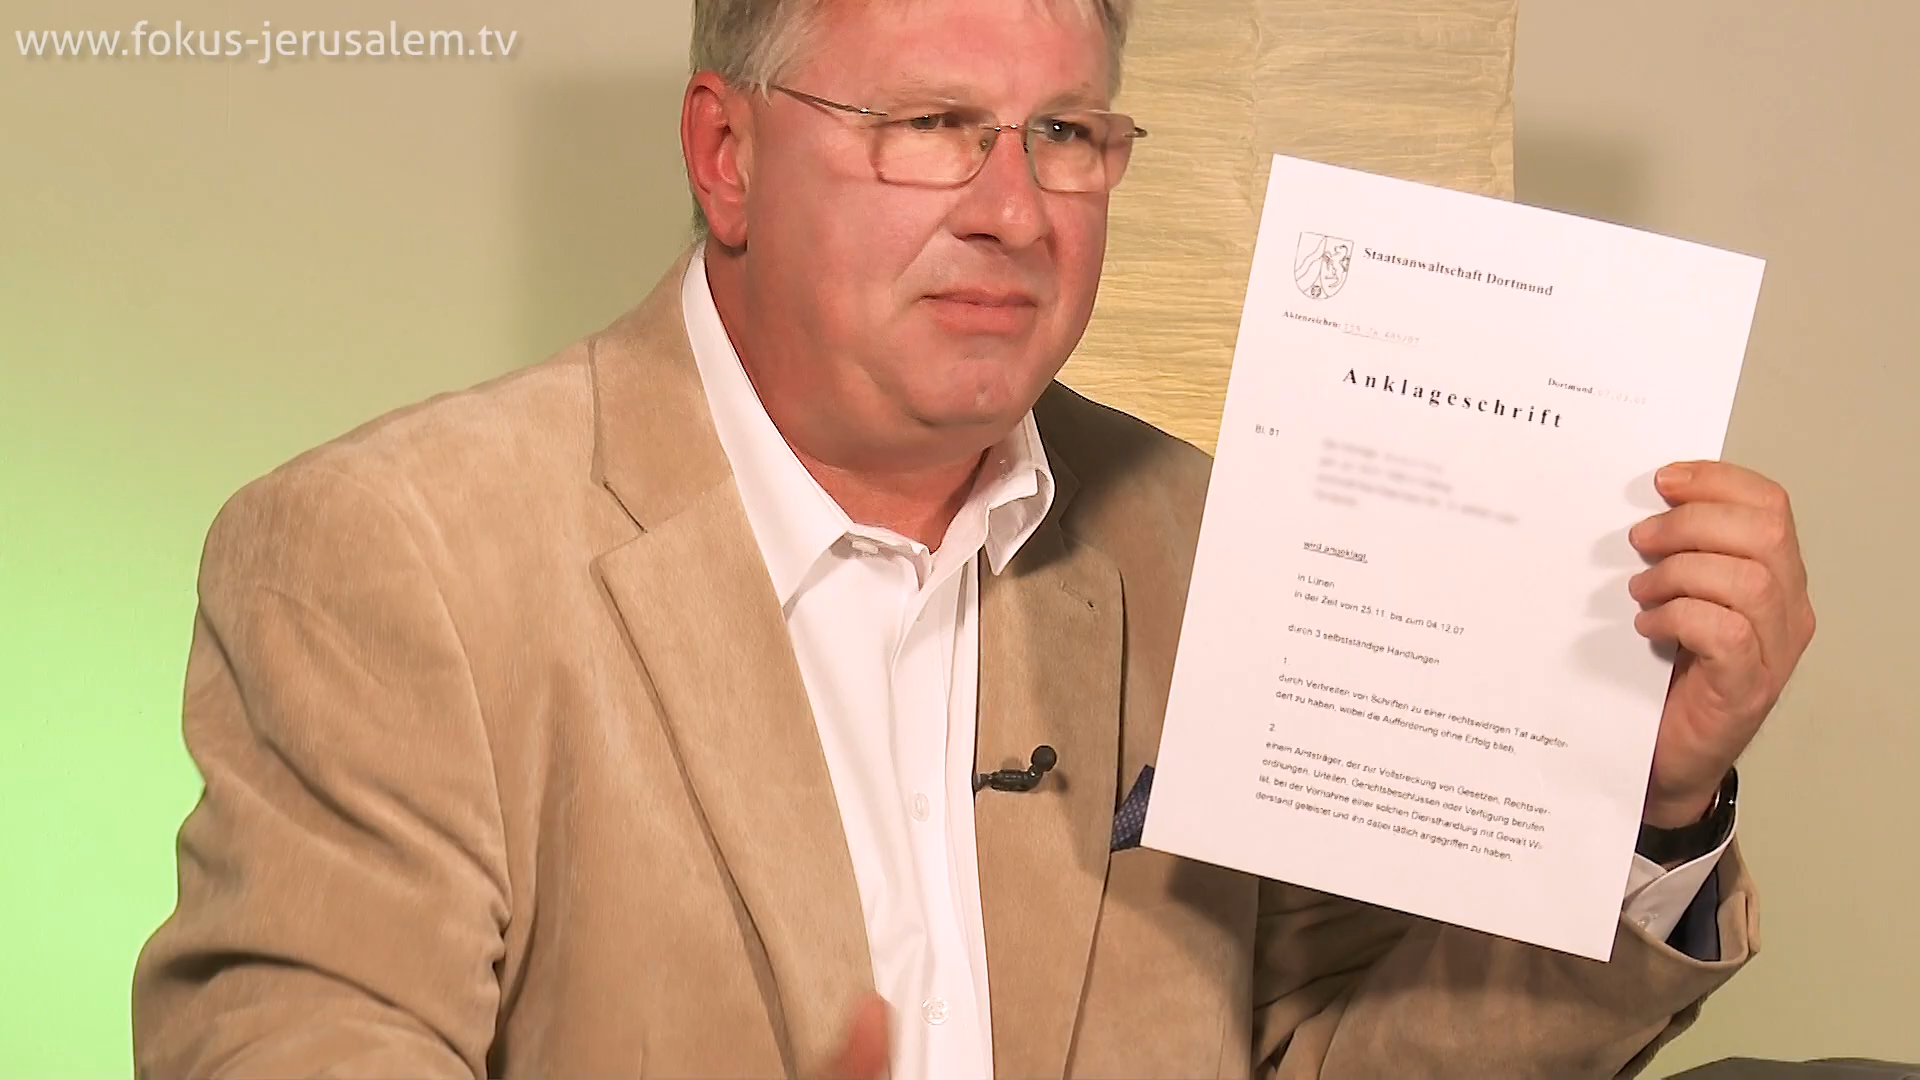 www.fokus-jerusalem.tv
Staatsanwaltschaft Dortmund
Aktenzeichen:
Dortmund
Anklageschrift
Bl. 81
wird angeklagt,
in Lünen
in der Zeit vom 25.11. bis zum 04.12.07
durch 3 selbstständige Handlungen
1.
durch Verbreiten von Schriften zu einer rechtswidrigen Tat aufgefor-
dert zu haben, wobei die Aufforderung ohne Erfolg blieb,
2.
einem Amtsträger, der zur Vollstreckung von Gesetzen, Rechtsver-
ordnungen, Urteilen, Gerichtsbeschlüssen oder Verfügung berufen
ist, bei der Vornahme einer solchen Diensthandlung mit Gewalt Wi-
derstand geleistet und ihn dabei tätlich angegriffen zu haben,